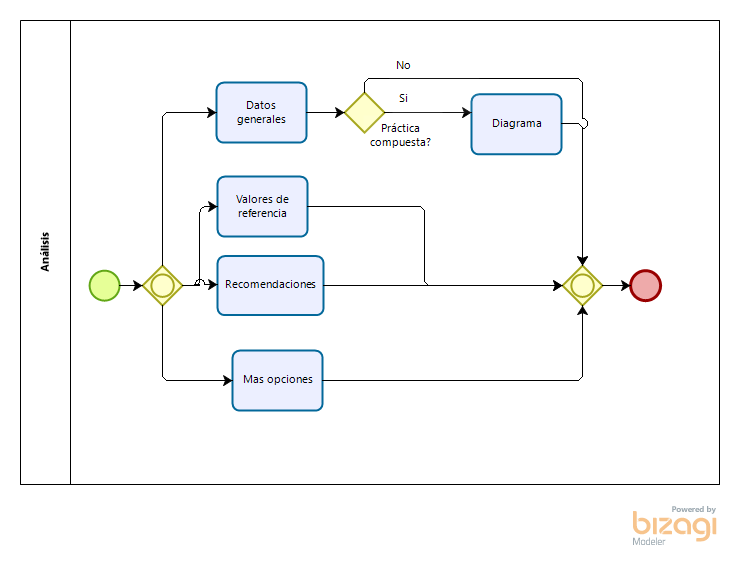 Análisis
No
Datos
generales
Si
Práctica
compuesta?
Diagrama
Valores de
referencia
Recomendaciones
Mas opciones
Powered by
bizagi
Modeler